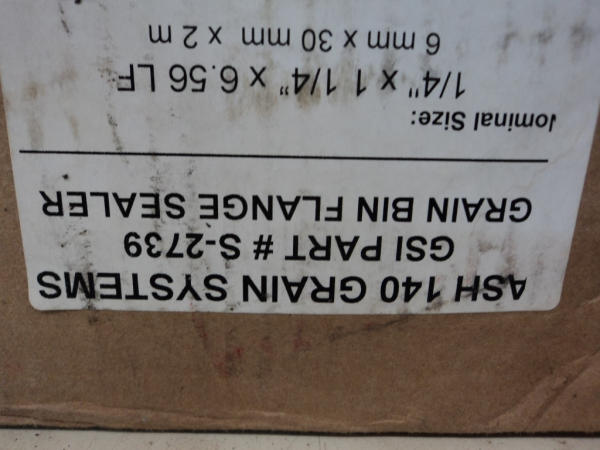 ASH 140 GRAIN SYSTEMS
GSI PART # S-2739
GRAIN BIN FLANGE SEALER
Nominal Size:
1/4" x 1 1/4" x 6.56 LF
6 mm x 30 mm x 2 m